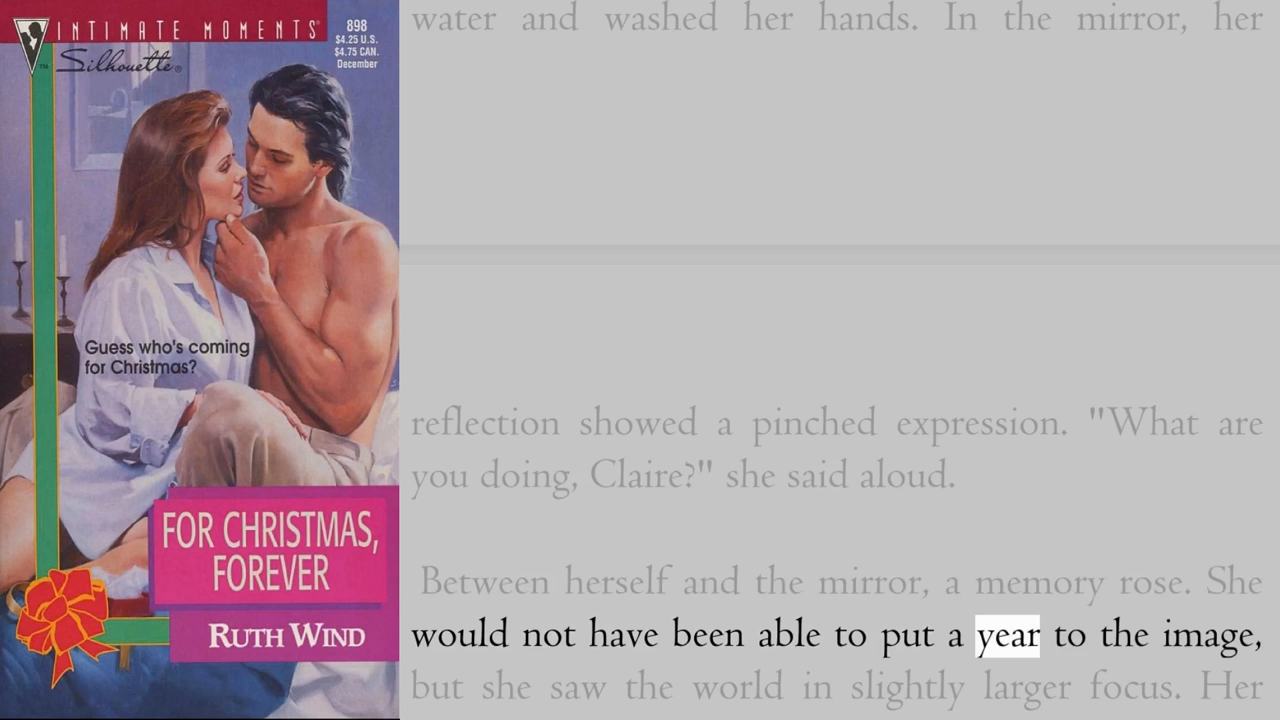 INTIMATE MOMENTS®
Silhouette®
TM
898
$4.25 U.S.
$4.75 CAN.
December
Guess who's coming
for Christmas?
FOR CHRISTMAS,
FOREVER
RUTH WIND
water and washed her hands. In the mirror, her
reflection showed a pinched expression. "What are
you doing, Claire?" she said aloud.
Between herself and the mirror, a memory rose. She
would not have been able to put a year to the image,
but she saw the world in slightly larger focus. Her